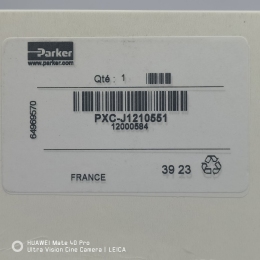 Parker
www.parker.com
Qté : 1
64969570
PXC-J1210551
12000584
FRANCE
39 23
HUAWEI Mate 40 Pro
Ultra Vision Cine Camera | LEICA